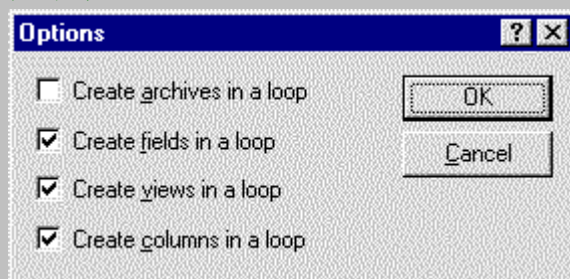 Options
Create archives in a loop
OK
Create fields in a loop
Cancel
Create views in a loop
Create columns in a loop